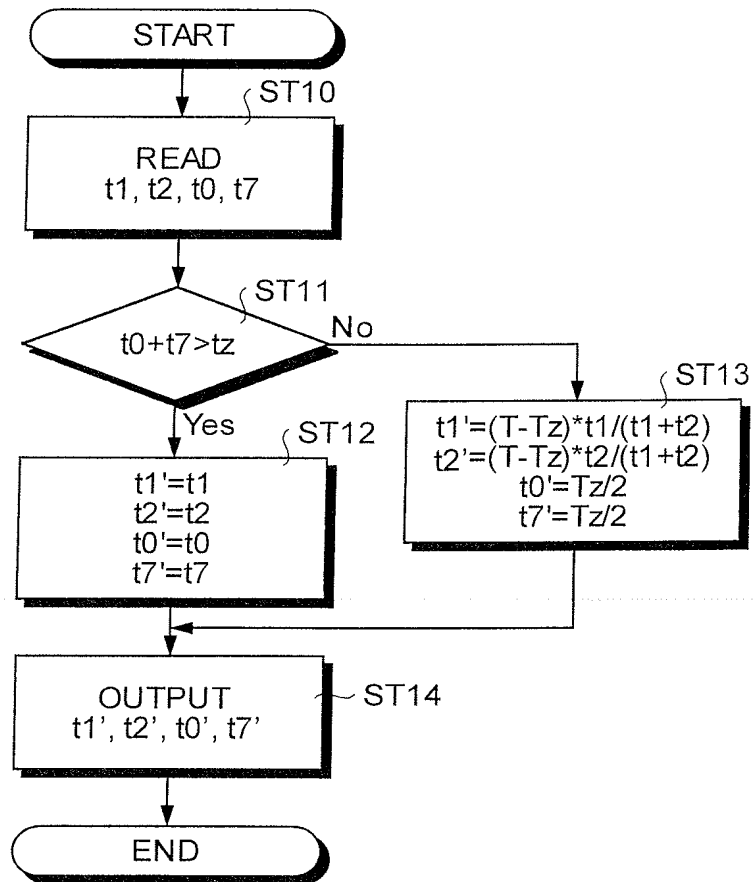 START
ST10
READ
t1, t2, t0, t7
ST11
t0+t7>tz
No
Yes
ST12
t1'=t1
t2'=t2
t0'=t0
t7'=t7
ST13
t1'=(T-Tz)*t1/(t1+t2)
t2'=(T-Tz)*t2/(t1+t2)
t0'=Tz/2
t7'=Tz/2
OUTPUT
t1', t2', t0', t7'
ST14
END